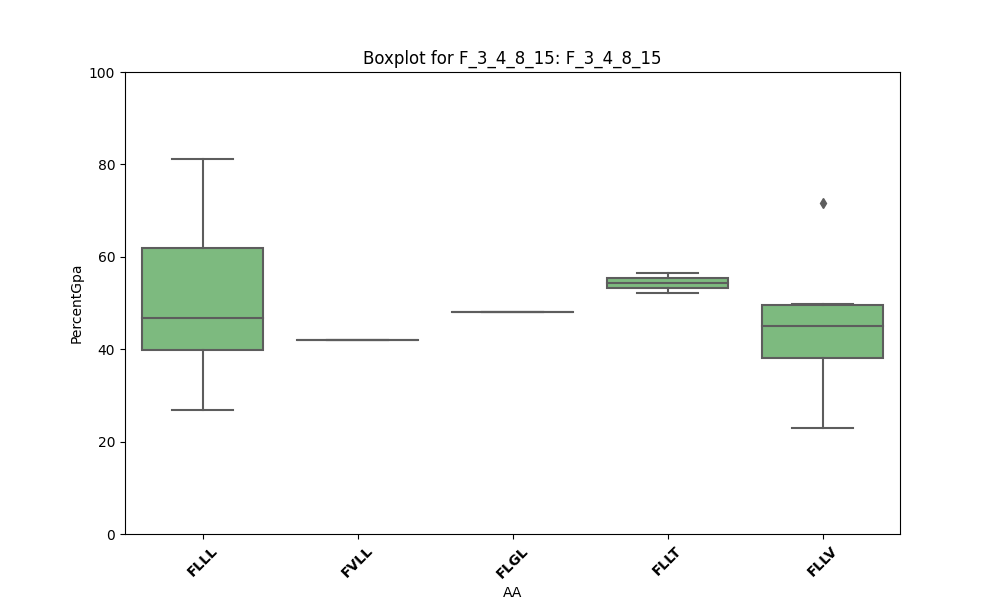 Boxplot for F_3_4_8_15: F_3_4_8_15
100
80
60
40
20
0
PercentGpa
FLLL
FVLL
FLGL
FLLT
FLLV
AA